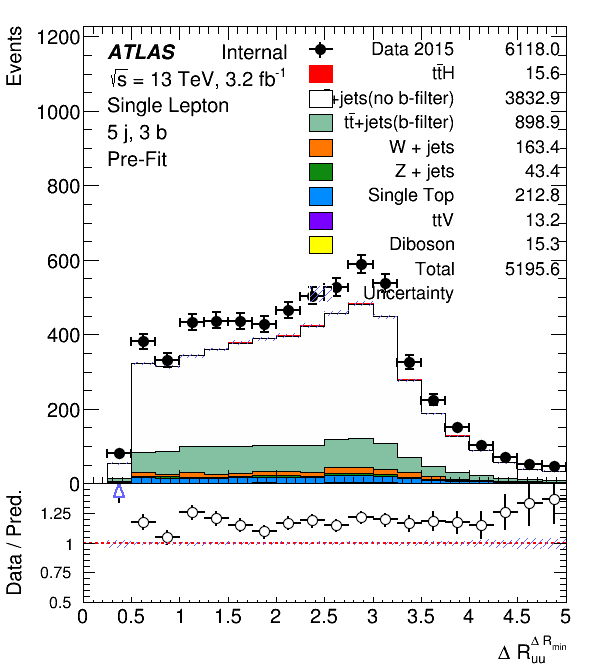 Events
1200
1000
800
600
400
200
0
ATLAS Internal
√s = 13 TeV, 3.2 fb-1
Single Lepton
5 j, 3 b
Pre-Fit
Data 2015 6118.0
tt̄H 15.6
+jets(no b-filter) 3832.9
tt̄+jets(b-filter) 898.9
W + jets 163.4
Z + jets 43.4
Single Top 212.8
ttV 13.2
Diboson 15.3
Total 5195.6
Uncertainty
Data / Pred.
1.25
1
0.75
0.5
0 0.5 1 1.5 2 2.5 3 3.5 4 4.5 5
Δ R uu Δ R min